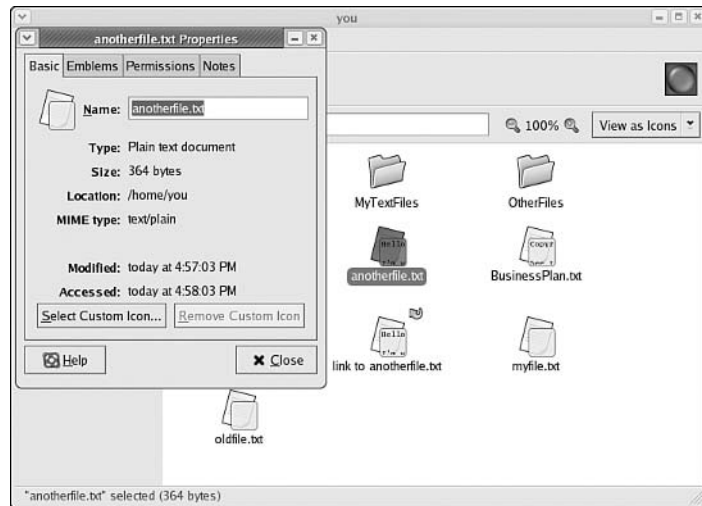 you
anotherfile.txt Properties
Basic Emblems Permissions Notes
Name: anotherfile.txt
Type: Plain text document
Size: 364 bytes
Location: /home/you
MIME type: text/plain
Modified: today at 4:57:03 PM
Accessed: today at 4:58:03 PM
Select Custom Icon... Remove Custom Icon
Help Close
100% View as Icons
MyTextFiles OtherFiles
Hello
anotherfile.txt BusinessPlan.txt
Hello
link to anotherfile.txt myfile.txt
oldfile.txt
"anotherfile.txt" selected (364 bytes)